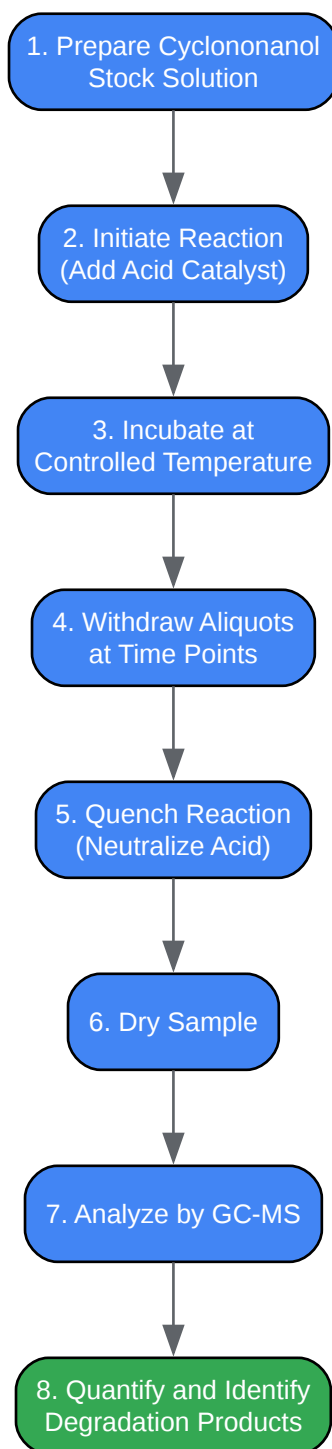 1. Prepare Cyclononanol
Stock Solution
2. Initiate Reaction
(Add Acid Catalyst)
3. Incubate at
Controlled Temperature
4. Withdraw Aliquots
at Time Points
5. Quench Reaction
(Neutralize Acid)
6. Dry Sample
7. Analyze by GC-MS
8. Quantify and Identify
Degradation Products